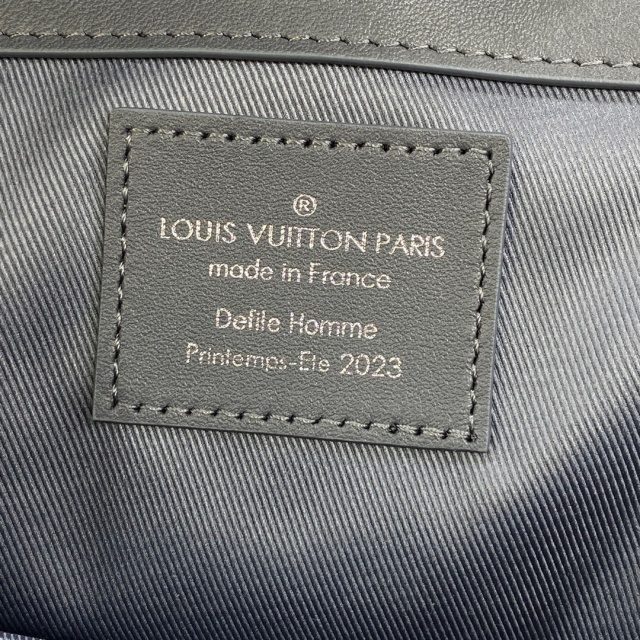 ®
LOUIS VUITTON PARIS
made in France
Defile Homme
Printemps-Ete 2023